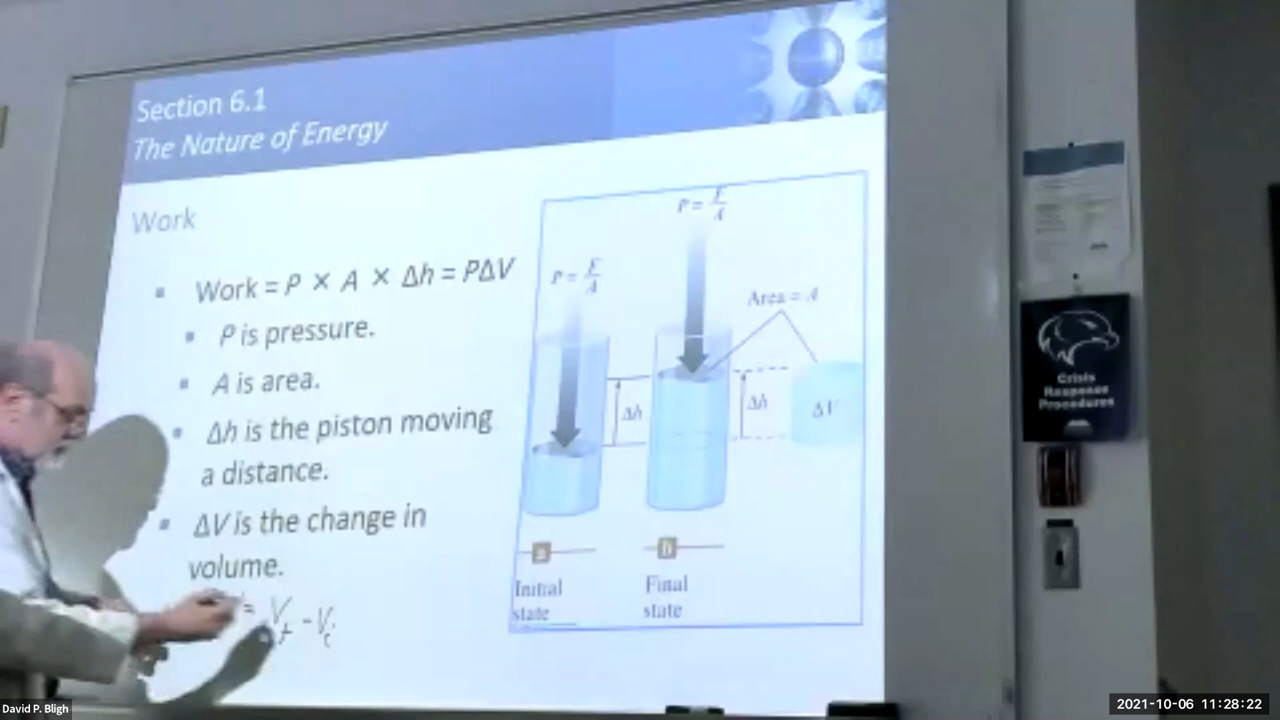 Section 6.1
The Nature of Energy
Work
▪ Work = P × A × Δh = PΔV
▪ P is pressure.
▪ A is area.
▪ Δh is the piston moving
a distance.
▪ ΔV is the change in
volume.
= V_f - V_i
P = F/A
P = F/A
Area = A
Δh
Δh
ΔV
a
b
Initial
state
Final
state
Crisis
Response
Procedures
David P. Bligh
2021-10-06 11:28:22